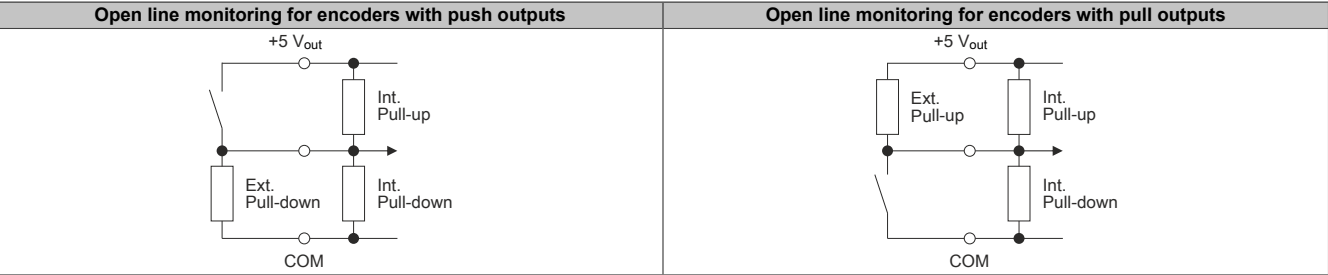 Open line monitoring for encoders with push outputs
Open line monitoring for encoders with pull outputs
+5 Vout
Int.
Pull-up
Ext.
Pull-down
Int.
Pull-down
COM
+5 Vout
Ext.
Pull-up
Int.
Pull-up
Int.
Pull-down
COM